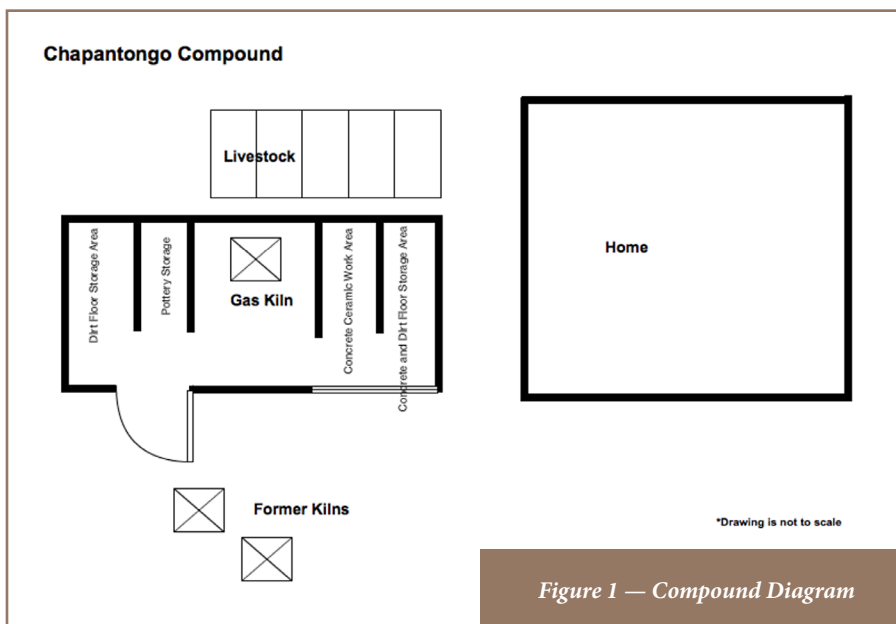 Chapantongo Compound
Livestock
Home
Dirt Floor Storage Area
Pottery Storage
Gas Kiln
Concrete Ceramic Work Area
Concrete and Dirt Floor Storage Area
Former Kilns
*Drawing is not to scale
Figure 1 — Compound Diagram